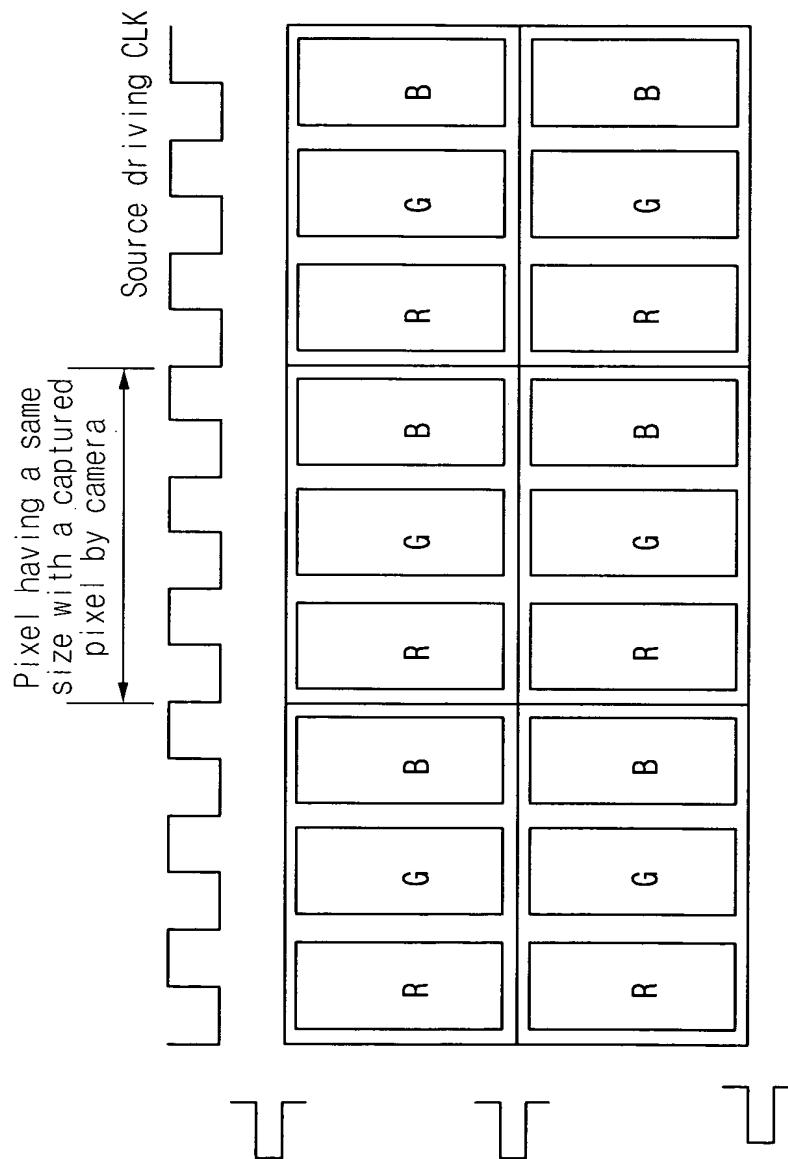 Source driving CLK
Pixel having a same
size with a captured
pixel by camera
R G B R G B R G B
R G B R G B R G B